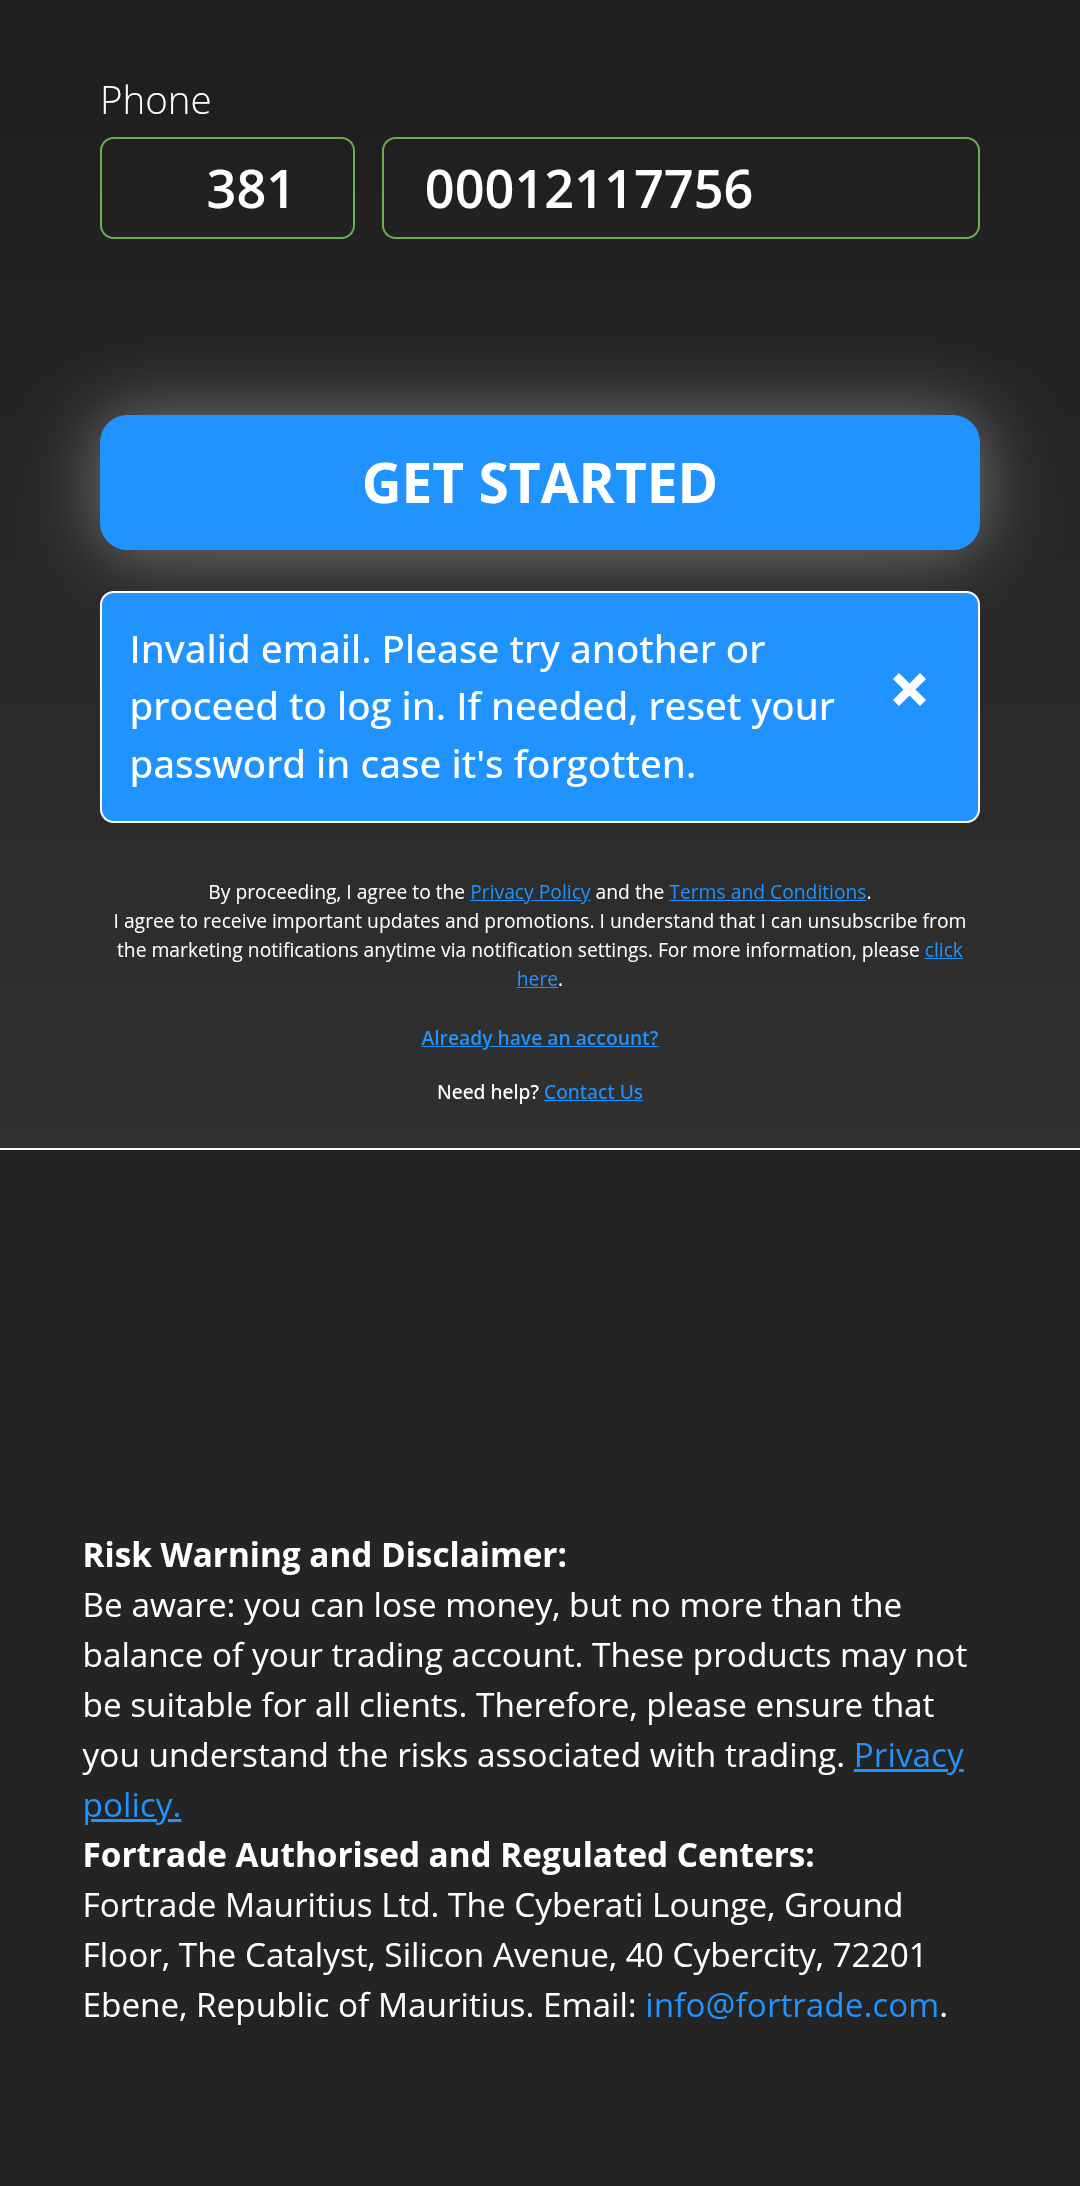 Phone
381 00012117756
GET STARTED
Invalid email. Please try another or
proceed to log in. If needed, reset your
password in case it's forgotten.
×
By proceeding, I agree to the Privacy Policy and the Terms and Conditions.
I agree to receive important updates and promotions. I understand that I can unsubscribe from
the marketing notifications anytime via notification settings. For more information, please click
here.
Already have an account?
Need help? Contact Us
Risk Warning and Disclaimer:
Be aware: you can lose money, but no more than the
balance of your trading account. These products may not
be suitable for all clients. Therefore, please ensure that
you understand the risks associated with trading. Privacy
policy.
Fortrade Authorised and Regulated Centers:
Fortrade Mauritius Ltd. The Cyberati Lounge, Ground
Floor, The Catalyst, Silicon Avenue, 40 Cybercity, 72201
Ebene, Republic of Mauritius. Email: info@fortrade.com.